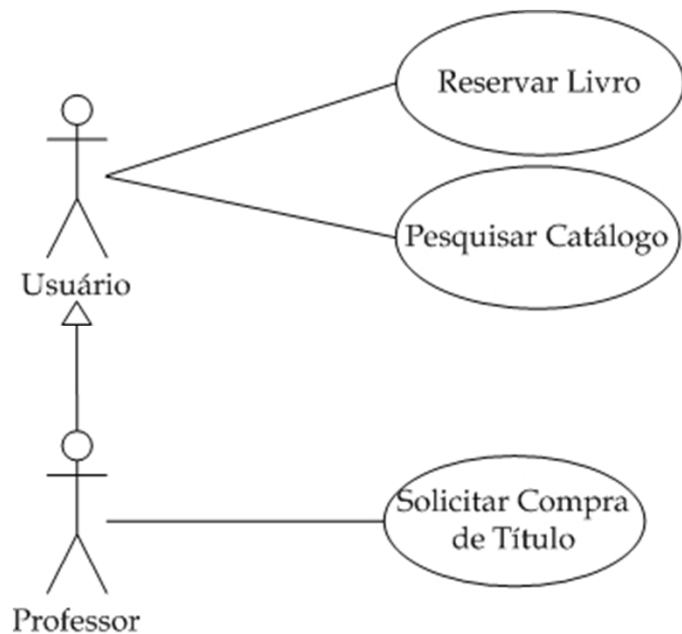 Reservar Livro
Pesquisar Catálogo
Usuário
Solicitar Compra
de Título
Professor